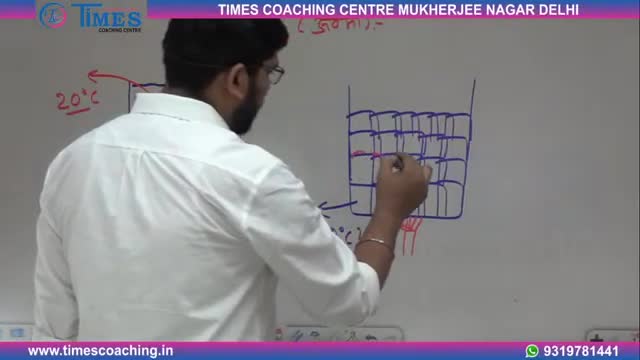 TIMES COACHING CENTRE MUKHERJEE NAGAR DELHI
TIMES
COACHING CENTRE
20°C
www.timescoaching.in
9319781441